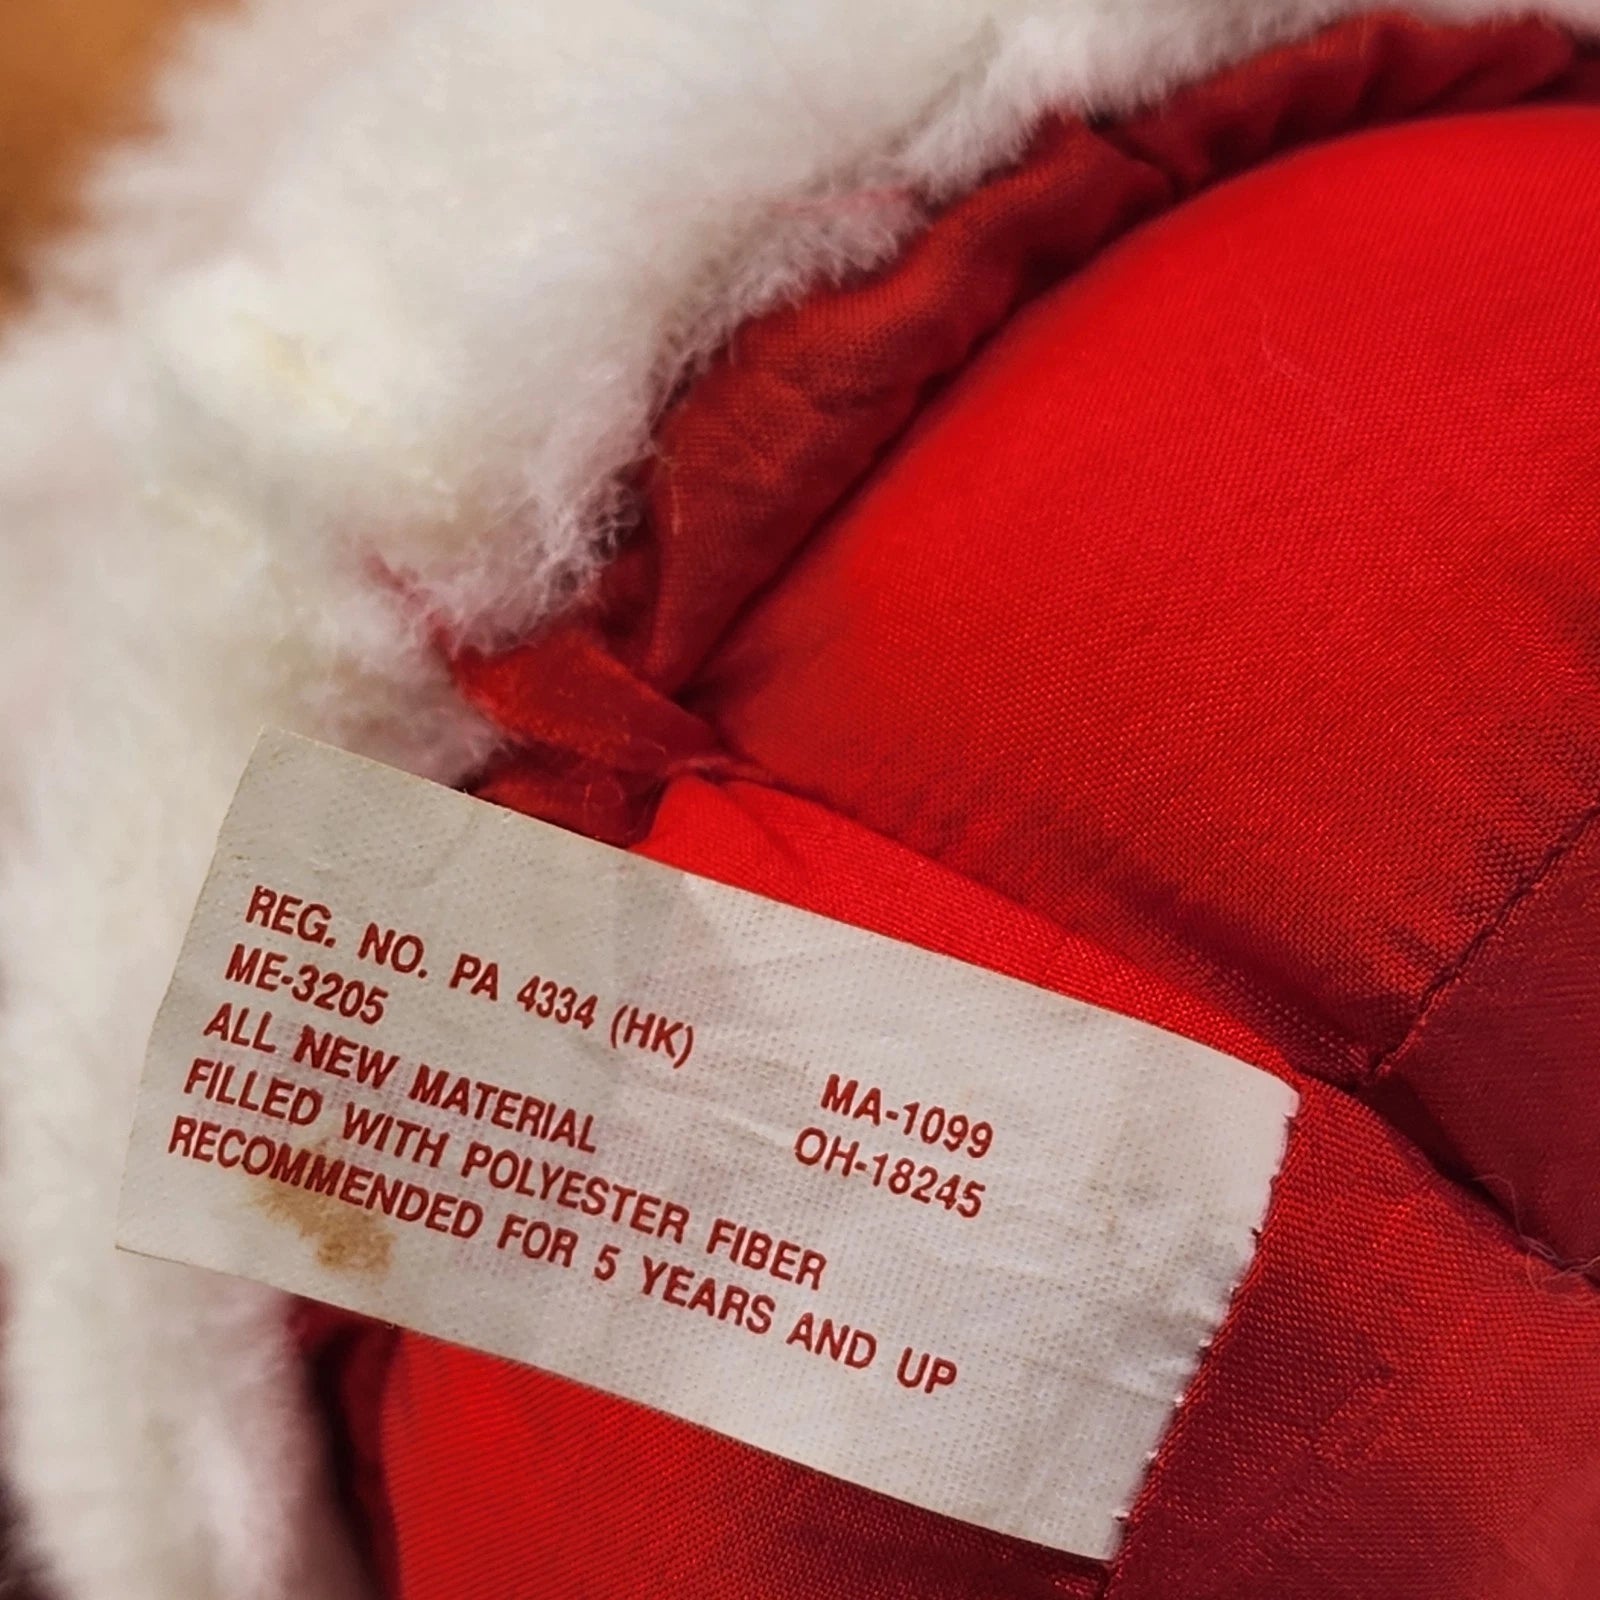 REG. NO. PA 4334 (HK)
ME-3205 MA-1099
ALL NEW MATERIAL OH-18245
FILLED WITH POLYESTER FIBER
RECOMMENDED FOR 5 YEARS AND UP